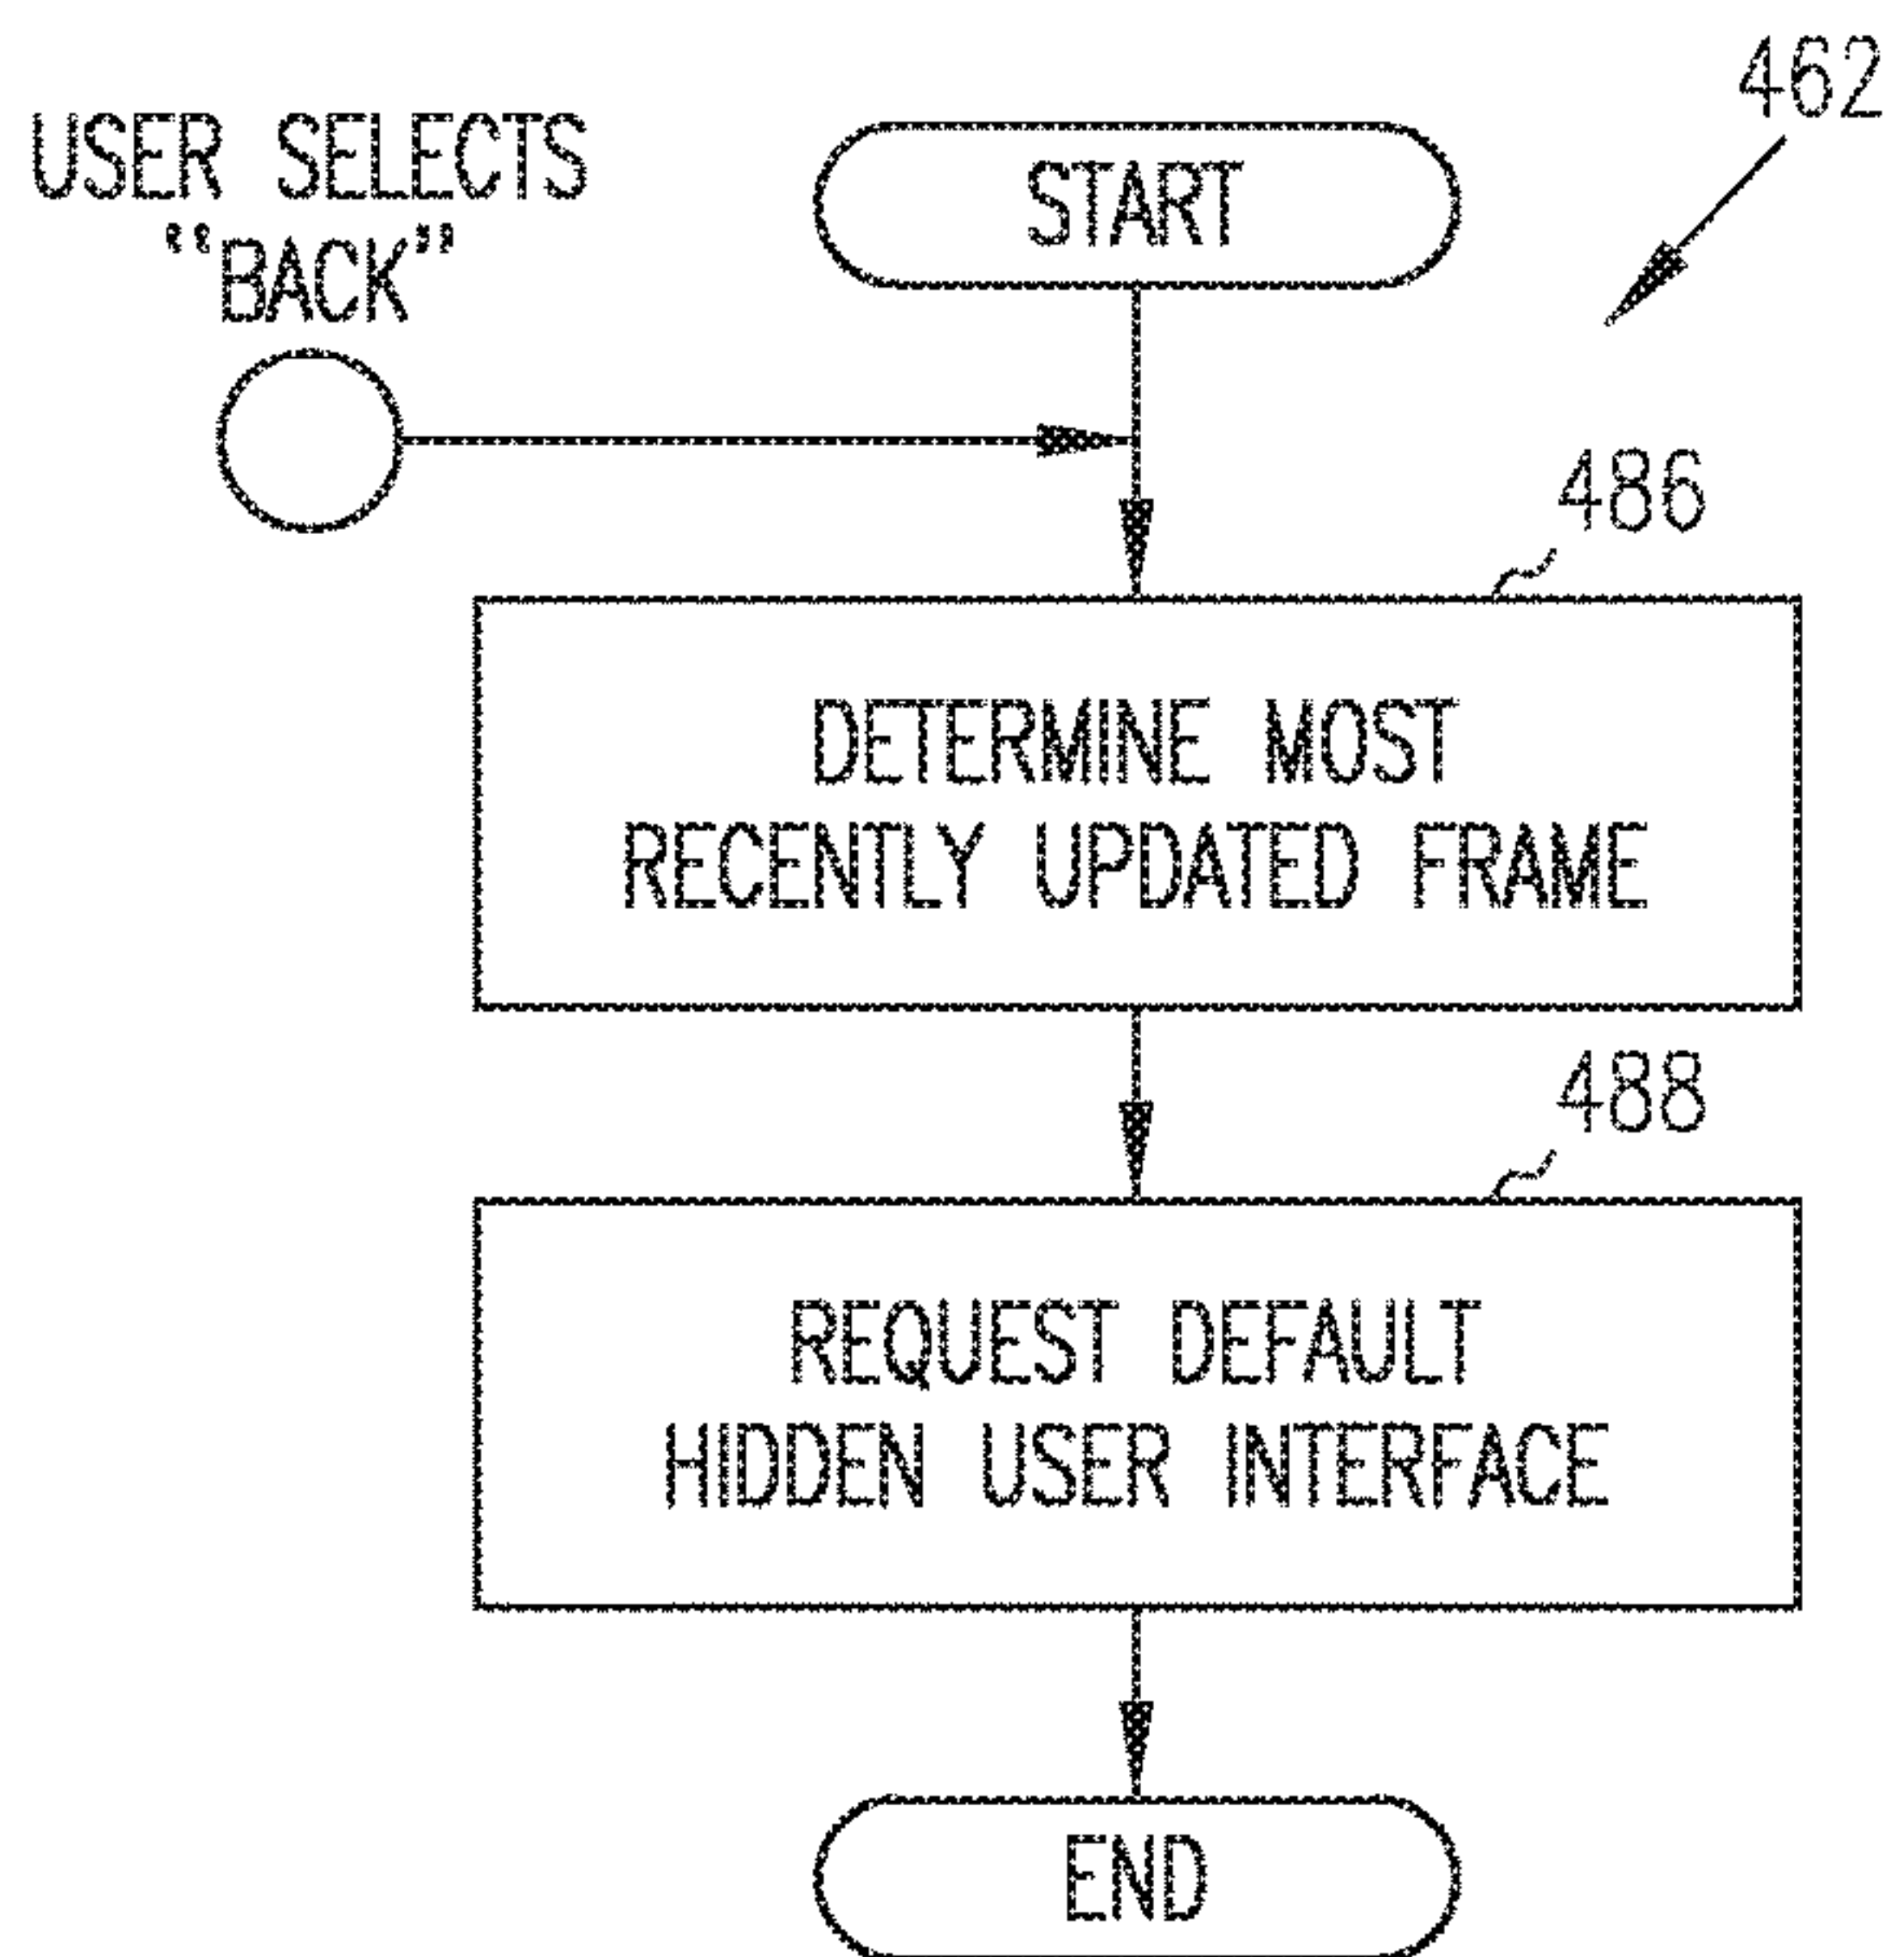 462
USER SELECTS
"BACK"
START
486
DETERMINE MOST
RECENTLY UPDATED FRAME
488
REQUEST DEFAULT
HIDDEN USER INTERFACE
END